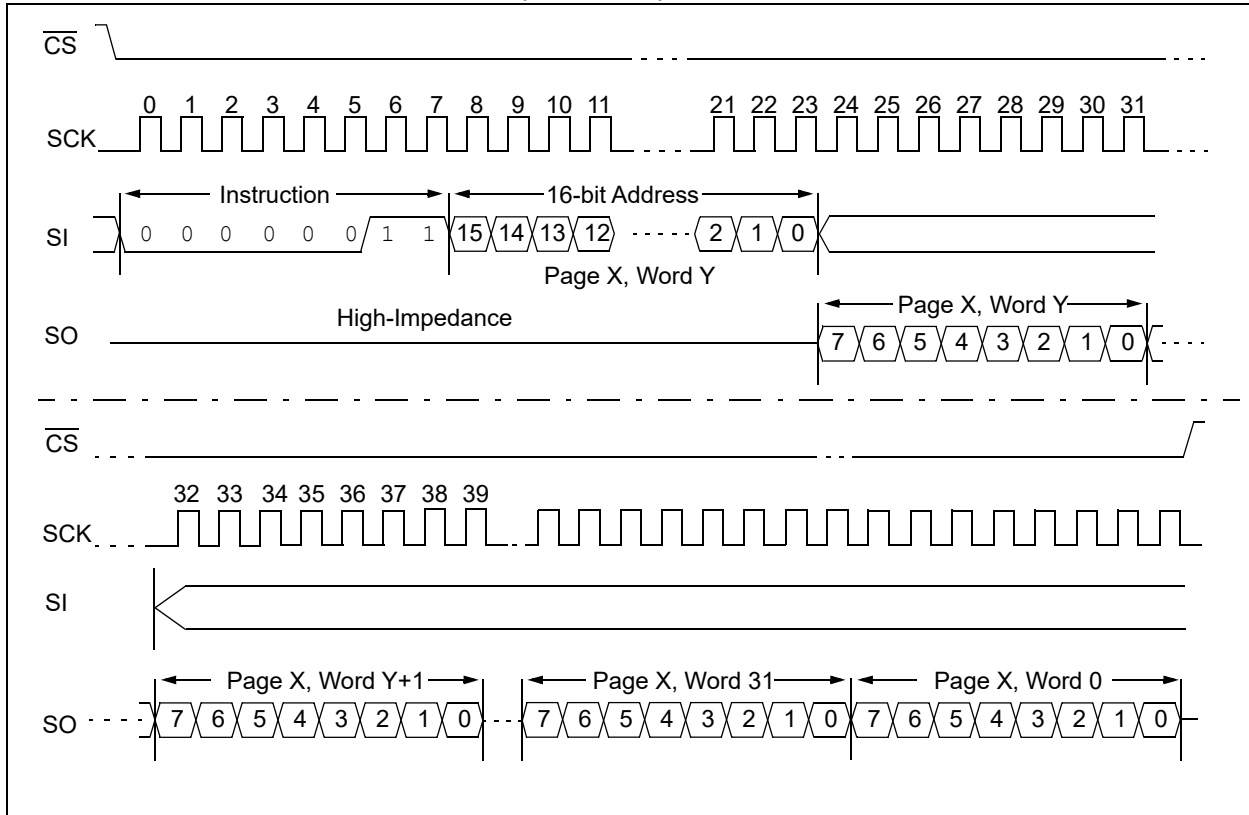 CS
0 1 2 3 4 5 6 7 8 9 10 11 21 22 23 24 25 26 27 28 29 30 31
SCK
Instruction 16-bit Address
SI 0 0 0 0 0 0 1 1 15 14 13 12 2 1 0
Page X, Word Y
Page X, Word Y
High-Impedance
SO 7 6 5 4 3 2 1 0
CS
32 33 34 35 36 37 38 39
SCK
SI
Page X, Word Y+1 Page X, Word 31 Page X, Word 0
SO 7 6 5 4 3 2 1 0 7 6 5 4 3 2 1 0 7 6 5 4 3 2 1 0